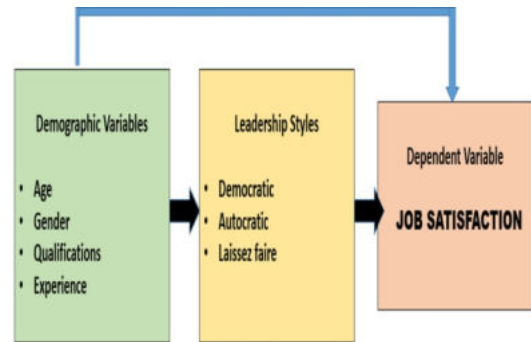 Demographic Variables
• Age
• Gender
• Qualifications
• Experience
Leadership Styles
• Democratic
• Autocratic
• Laissez faire
Dependent Variable
JOB SATISFACTION